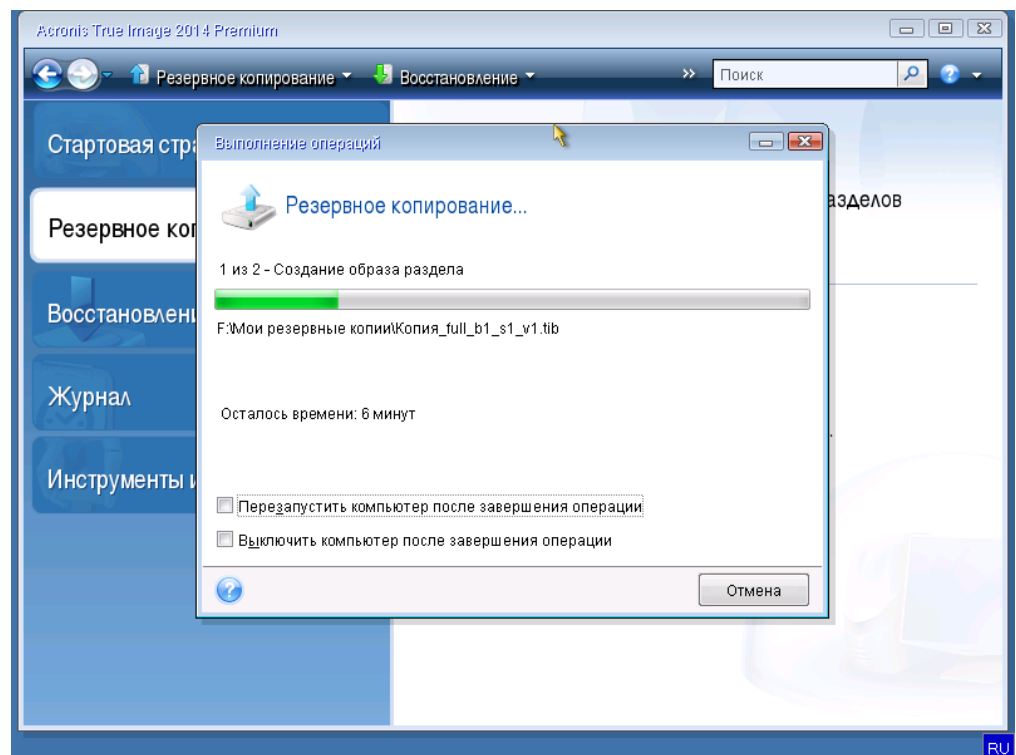 Acronis True Image 2014 Premium
Резервное копирование
Восстановление
»
Поиск
Стартовая стра
Резервное коп
Восстановлени
Журнал
Инструменты и
азделов
Выполнение операций
Резервное копирование...
1 из 2 - Создание образа раздела
F:\Мои резервные копии\Копия_full_b1_s1_v1.tib
Осталось времени: 6 минут
Перезапустить компьютер после завершения операции
Выключить компьютер после завершения операции
Отмена
RU